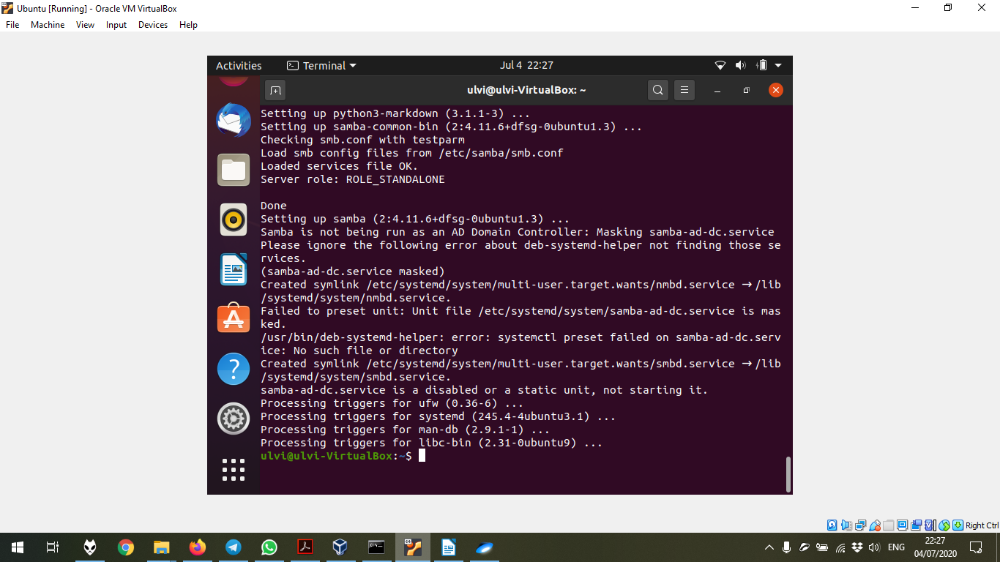 Ubuntu [Running] - Oracle VM VirtualBox
File Machine View Input Devices Help
Activities Terminal Jul 4 22:27
ulvi@ulvi-VirtualBox: ~
Setting up python3-markdown (3.1.1-3) ...
Setting up samba-common-bin (2:4.11.6+dfsg-0ubuntu1.3) ...
Checking smb.conf with testparm
Load smb config files from /etc/samba/smb.conf
Loaded services file OK.
Server role: ROLE_STANDALONE
Done
Setting up samba (2:4.11.6+dfsg-0ubuntu1.3) ...
Samba is not being run as an AD Domain Controller: Masking samba-ad-dc.service
Please ignore the following error about deb-systemd-helper not finding those se
rvices.
(samba-ad-dc.service masked)
Created symlink /etc/systemd/system/multi-user.target.wants/nmbd.service → /lib
/systemd/system/nmbd.service.
Failed to preset unit: Unit file /etc/systemd/system/samba-ad-dc.service is mas
ked.
/usr/bin/deb-systemd-helper: error: systemctl preset failed on samba-ad-dc.serv
ice: No such file or directory
Created symlink /etc/systemd/system/multi-user.target.wants/smbd.service → /lib
/systemd/system/smbd.service.
samba-ad-dc.service is a disabled or a static unit, not starting it.
Processing triggers for ufw (0.36-6) ...
Processing triggers for systemd (245.4-4ubuntu3.1) ...
Processing triggers for man-db (2.9.1-1) ...
Processing triggers for libc-bin (2.31-0ubuntu9) ...
ulvi@ulvi-VirtualBox:~$
Right Ctrl
ENG
22:27
04/07/2020